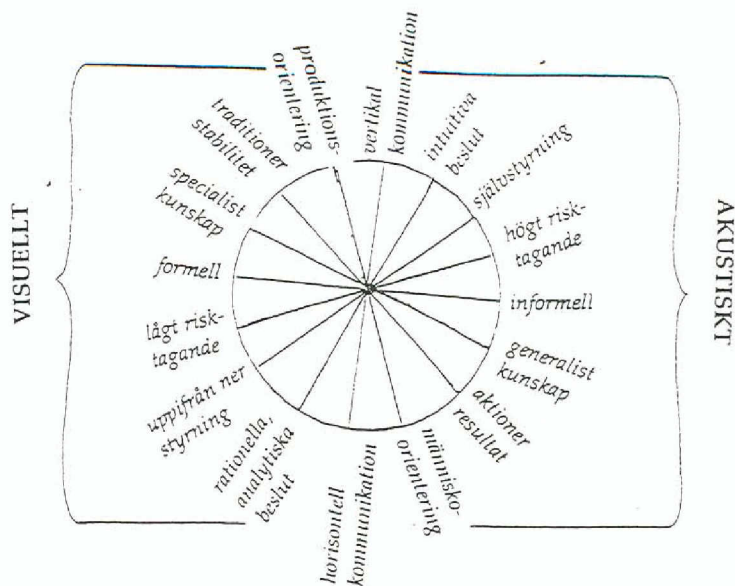 VISUELLT
produktions-
orientering
traditioner
stabilitet
specialist
kunskap
formell
lågt risk-
tagande
uppifrån ner
styrning
rationella,
analytiska
beslut
horisontell
kommunikation
vertikal
kommunikation
intuitiva
beslut
självstyrning
högt risk-
tagande
informell
generalist
kunskap
aktioner
resultat
människo-
orientering
AKUSTISKT